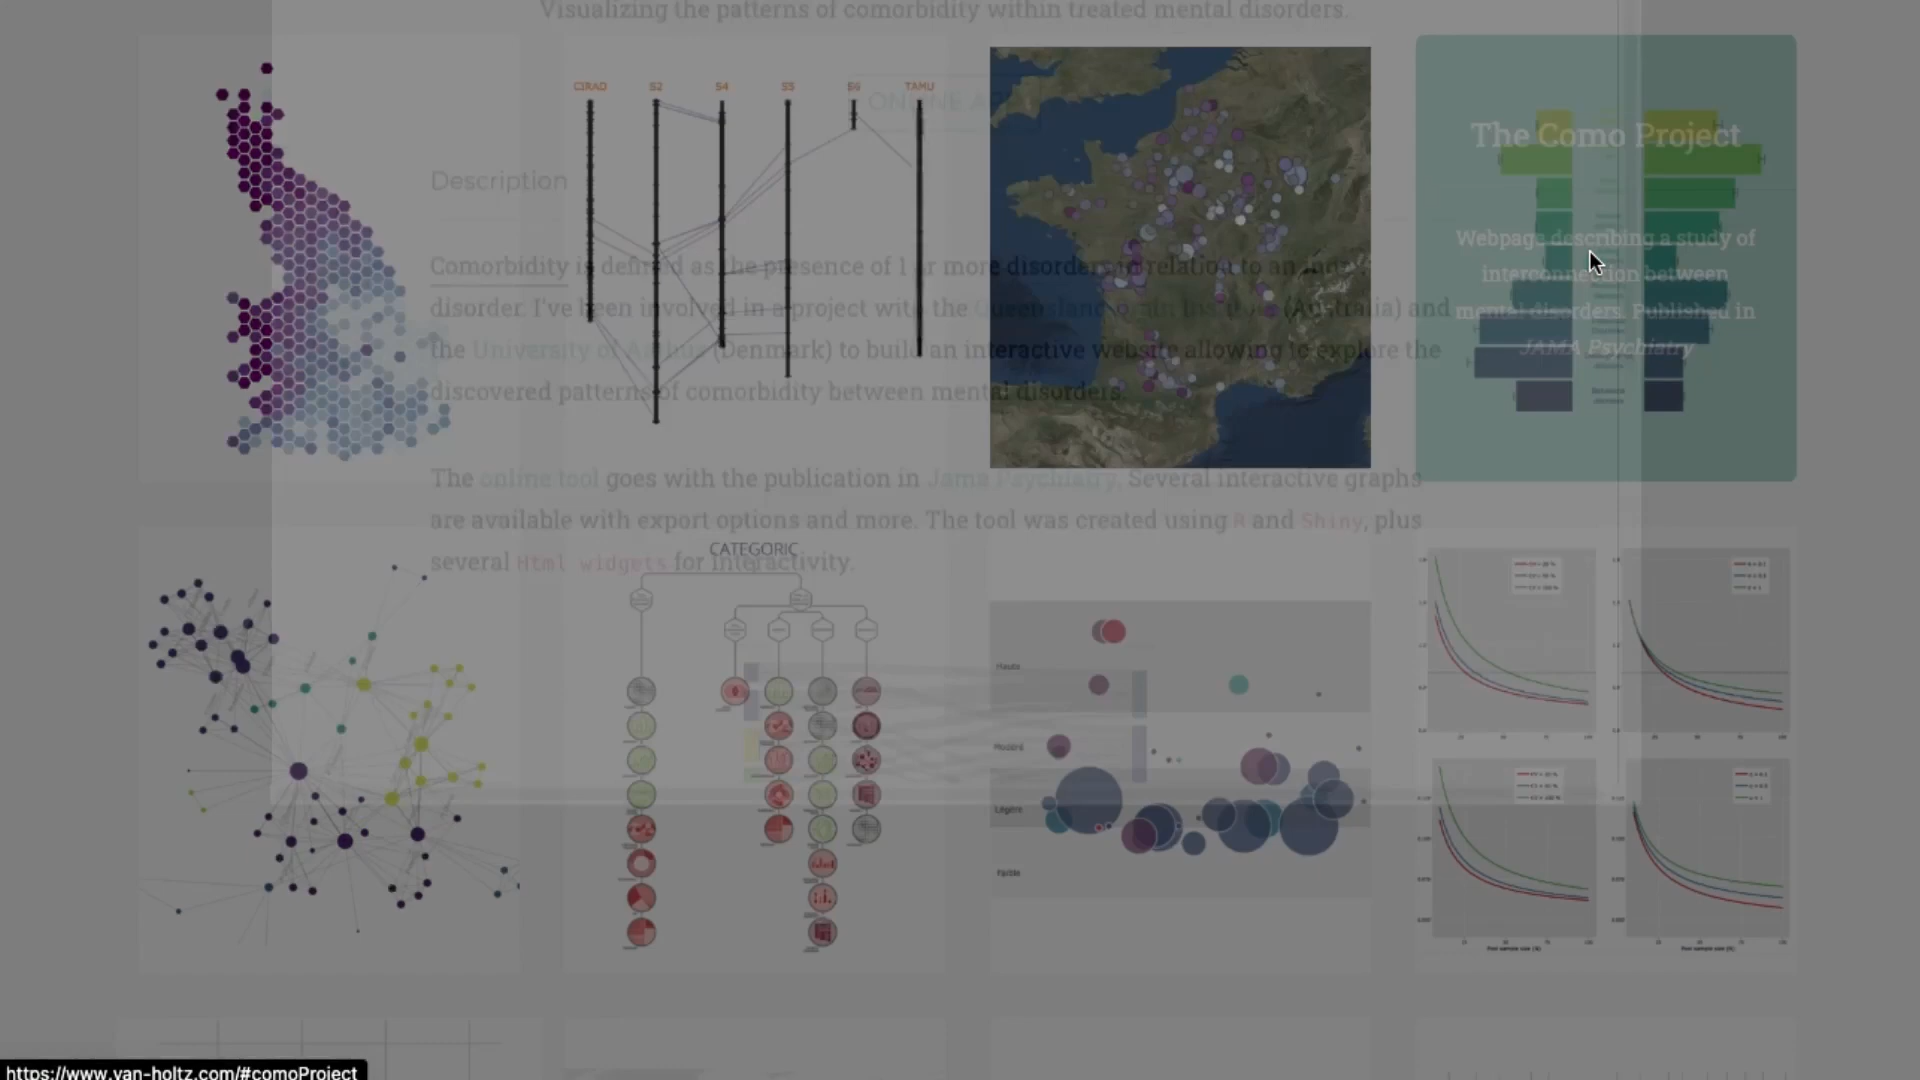 Visualizing the patterns of comorbidity within treated mental disorders.
CIRAD S2 S4 S5 S6 TAMU
ONLINE A
The Como Project
Webpage describing a study of
interconnection between
mental disorders. Published in
JAMA Psychiatry
Description
Comorbidity is defined as the presence of 1 or more disorders in relation to an
disorder. I've been involved in a project with the Queensland Brain Institute (Australia) and
the University of Aarhus (Denmark) to build an interactive website allowing to explore the
discovered patterns of comorbidity between mental disorders.
The online tool goes with the publication in Jama Psychiatry. Several interactive graphs
are available with export options and more. The tool was created using R and Shiny, plus
several Html widgets for interactivity.
CATEGORIC
Haute
Modéré
Légère
Faible
https://www.yan-holtz.com/#comoProject